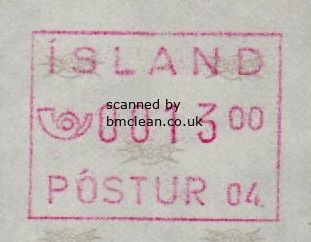 ÍSLAND
0013 00
scanned by
bmclean.co.uk
PÓSTUR 04